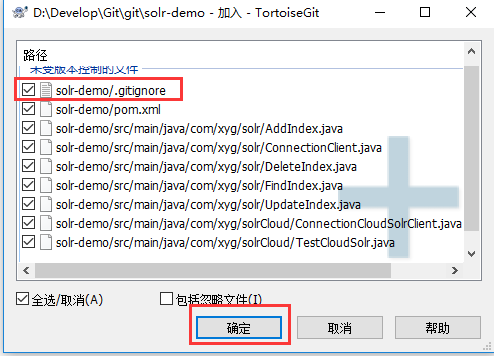 D:\Develop\Git\git\solr-demo - 加入 - TortoiseGit
路径
未受版本控制的文件
solr-demo/.gitignore
solr-demo/pom.xml
solr-demo/src/main/java/com/xyg/solr/AddIndex.java
solr-demo/src/main/java/com/xyg/solr/ConnectionClient.java
solr-demo/src/main/java/com/xyg/solr/DeleteIndex.java
solr-demo/src/main/java/com/xyg/solr/FindIndex.java
solr-demo/src/main/java/com/xyg/solr/UpdateIndex.java
solr-demo/src/main/java/com/xyg/solrCloud/ConnectionCloudSolrClient.java
solr-demo/src/main/java/com/xyg/solrCloud/TestCloudSolr.java
全选/取消(A) 包括忽略文件(I)
确定 取消 帮助